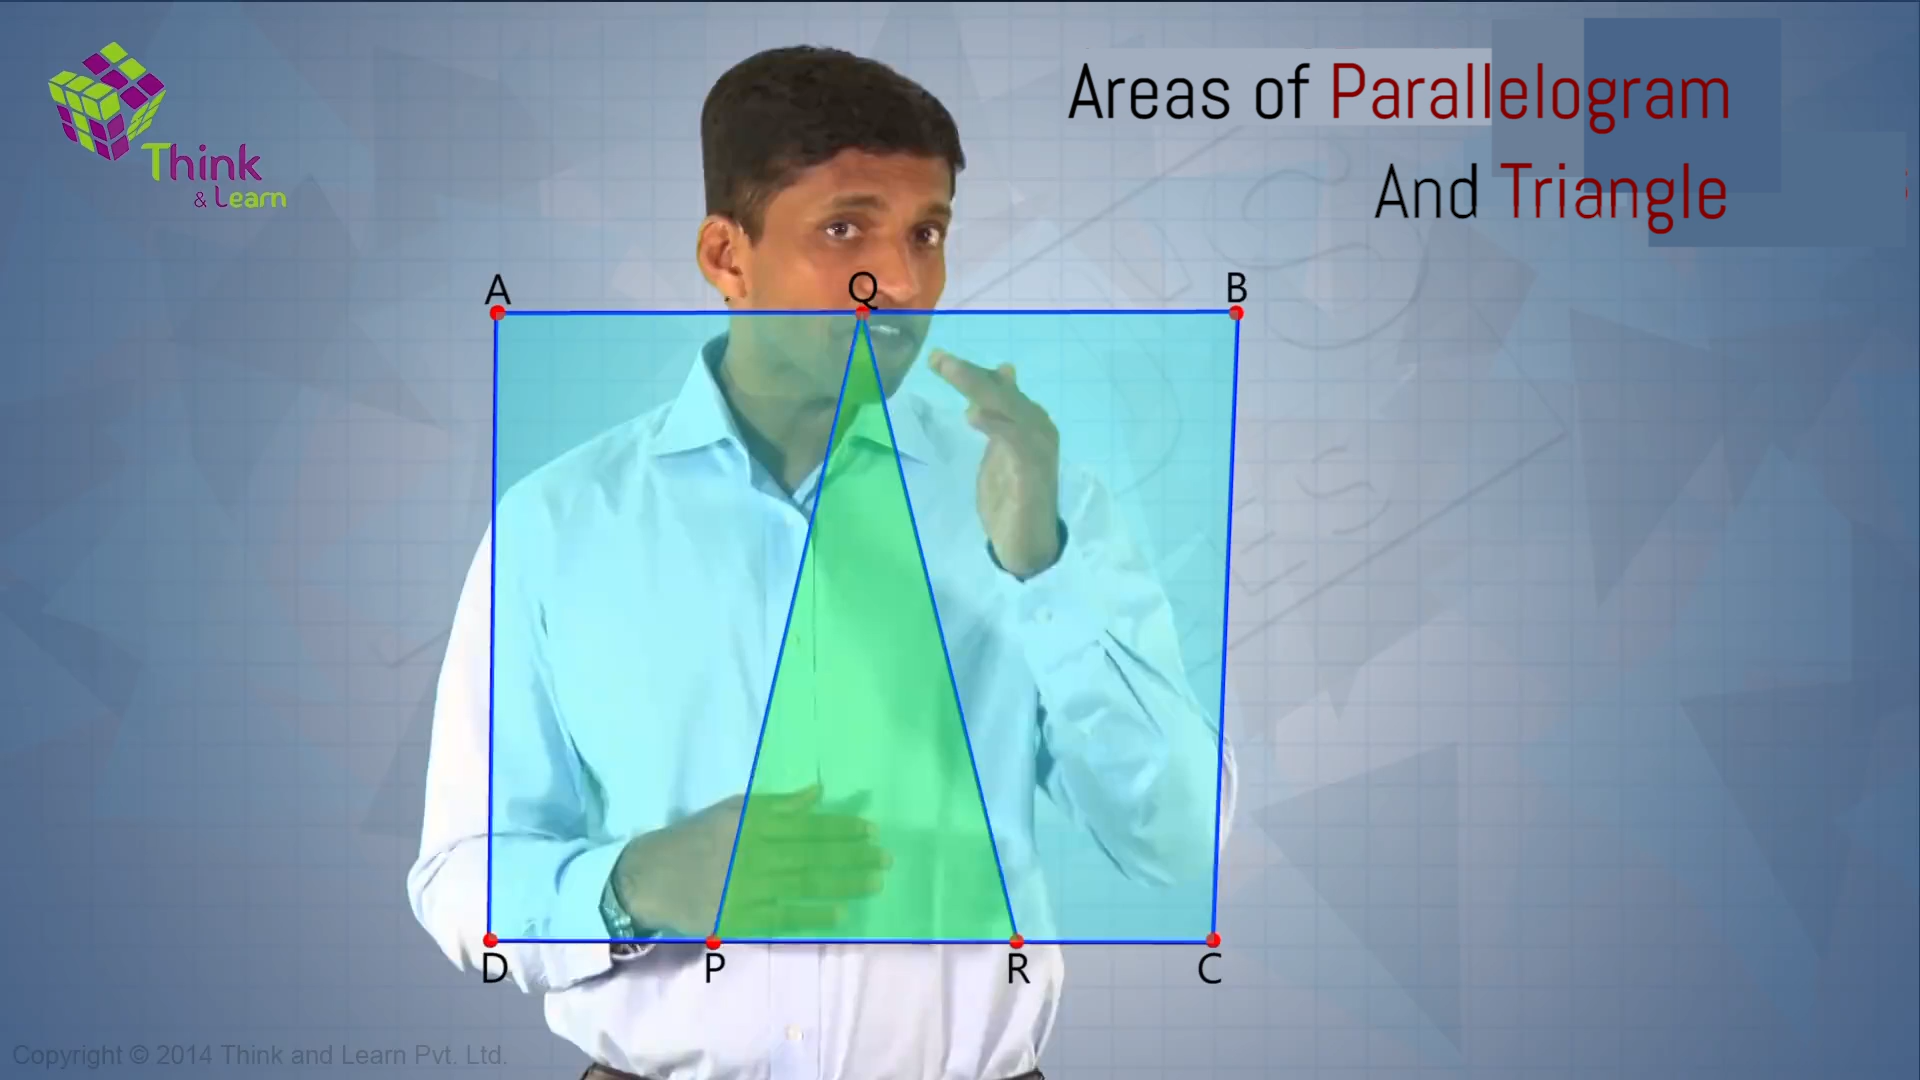 Think
& Learn
Areas of Parallelogram
And Triangle
A
Q
B
D
P
R
C
Copyright © 2014 Think and Learn Pvt. Ltd.